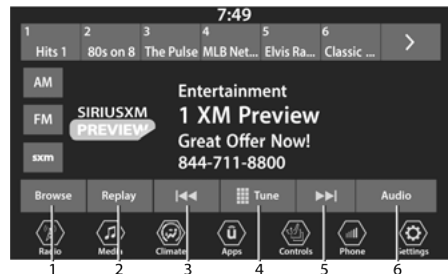 7:49
1 2 3 4 5 6
Hits 1 80s on 8 The Pulse MLB Net... Elvis Ra... Classic ...
AM
FM
sxm
SIRIUSXM
PREVIEW
Entertainment
1 XM Preview
Great Offer Now!
844-711-8800
Browse Replay Tune Audio
Radio Media Climate Apps Controls Phone Settings
1 2 3 4 5 6